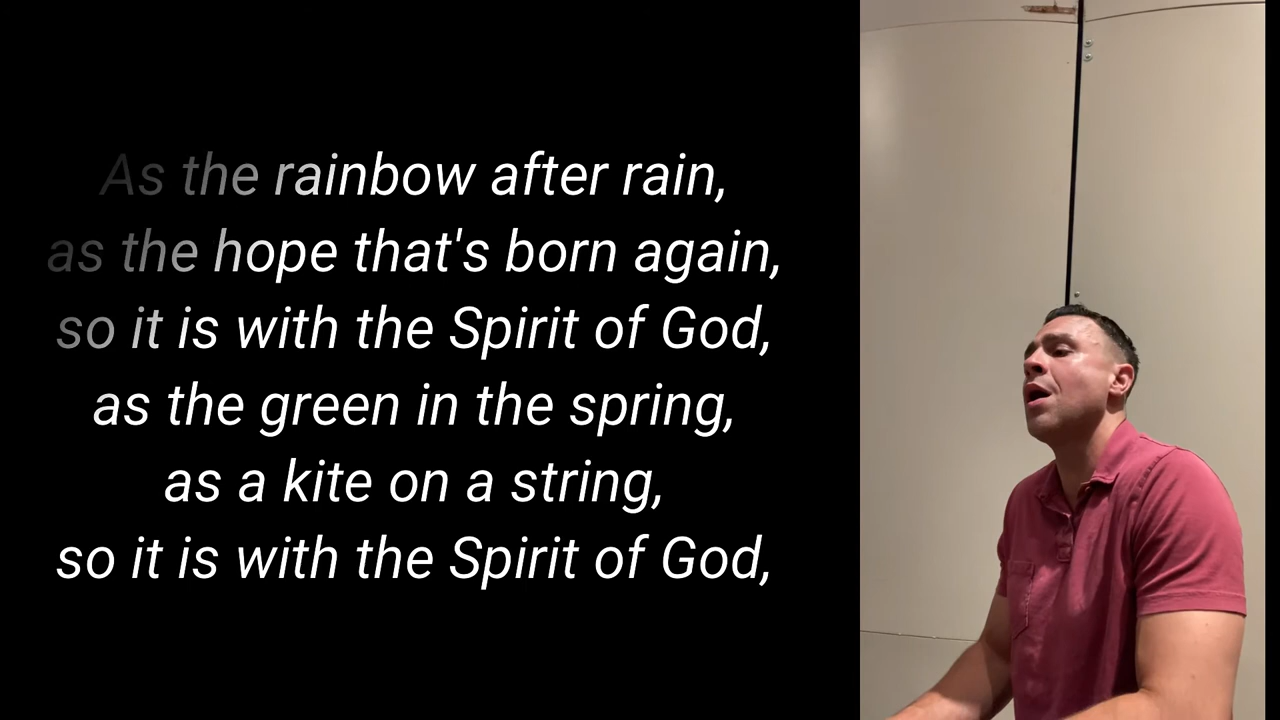 As the rainbow after rain,
as the hope that's born again,
so it is with the Spirit of God,
as the green in the spring,
as a kite on a string,
so it is with the Spirit of God,